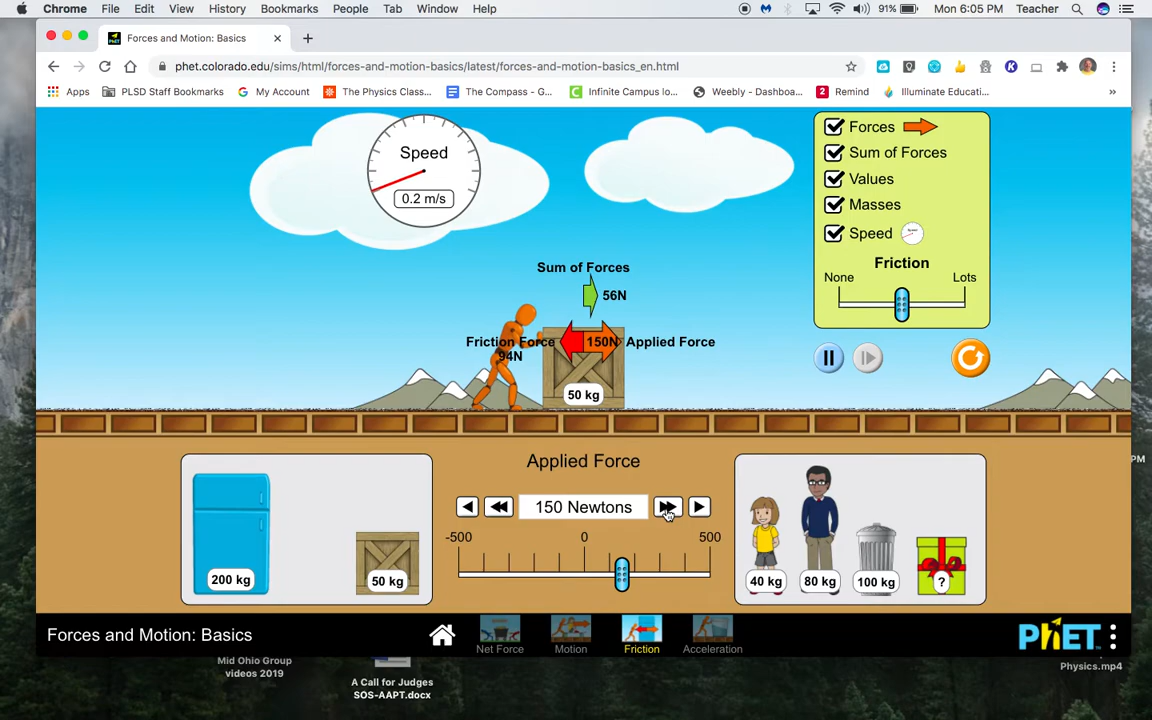 Chrome File Edit View History Bookmarks People Tab Window Help 91% Mon 6:05 PM Teacher
Forces and Motion: Basics
phet.colorado.edu/sims/html/forces-and-motion-basics/latest/forces-and-motion-basics_en.html
Apps PLSD Staff Bookmarks My Account The Physics Clas... The Compass - G... Infinite Campus lo... Weebly - Dashboa... 2 Remind Illuminate Educati... »
Speed
0.2 m/s
Forces
Sum of Forces
Values
Masses
Speed
Friction
None Lots
Sum of Forces
56N
Friction Force 150N Applied Force
94N
50 kg
Applied Force
150 Newtons
-500 0 500
200 kg 50 kg
40 kg 80 kg 100 kg ?
Forces and Motion: Basics
Net Force Motion Friction Acceleration
PhET
PM
Mid Ohio Group
videos 2019
A Call for Judges
SOS-AAPT.docx
Physics.mp4